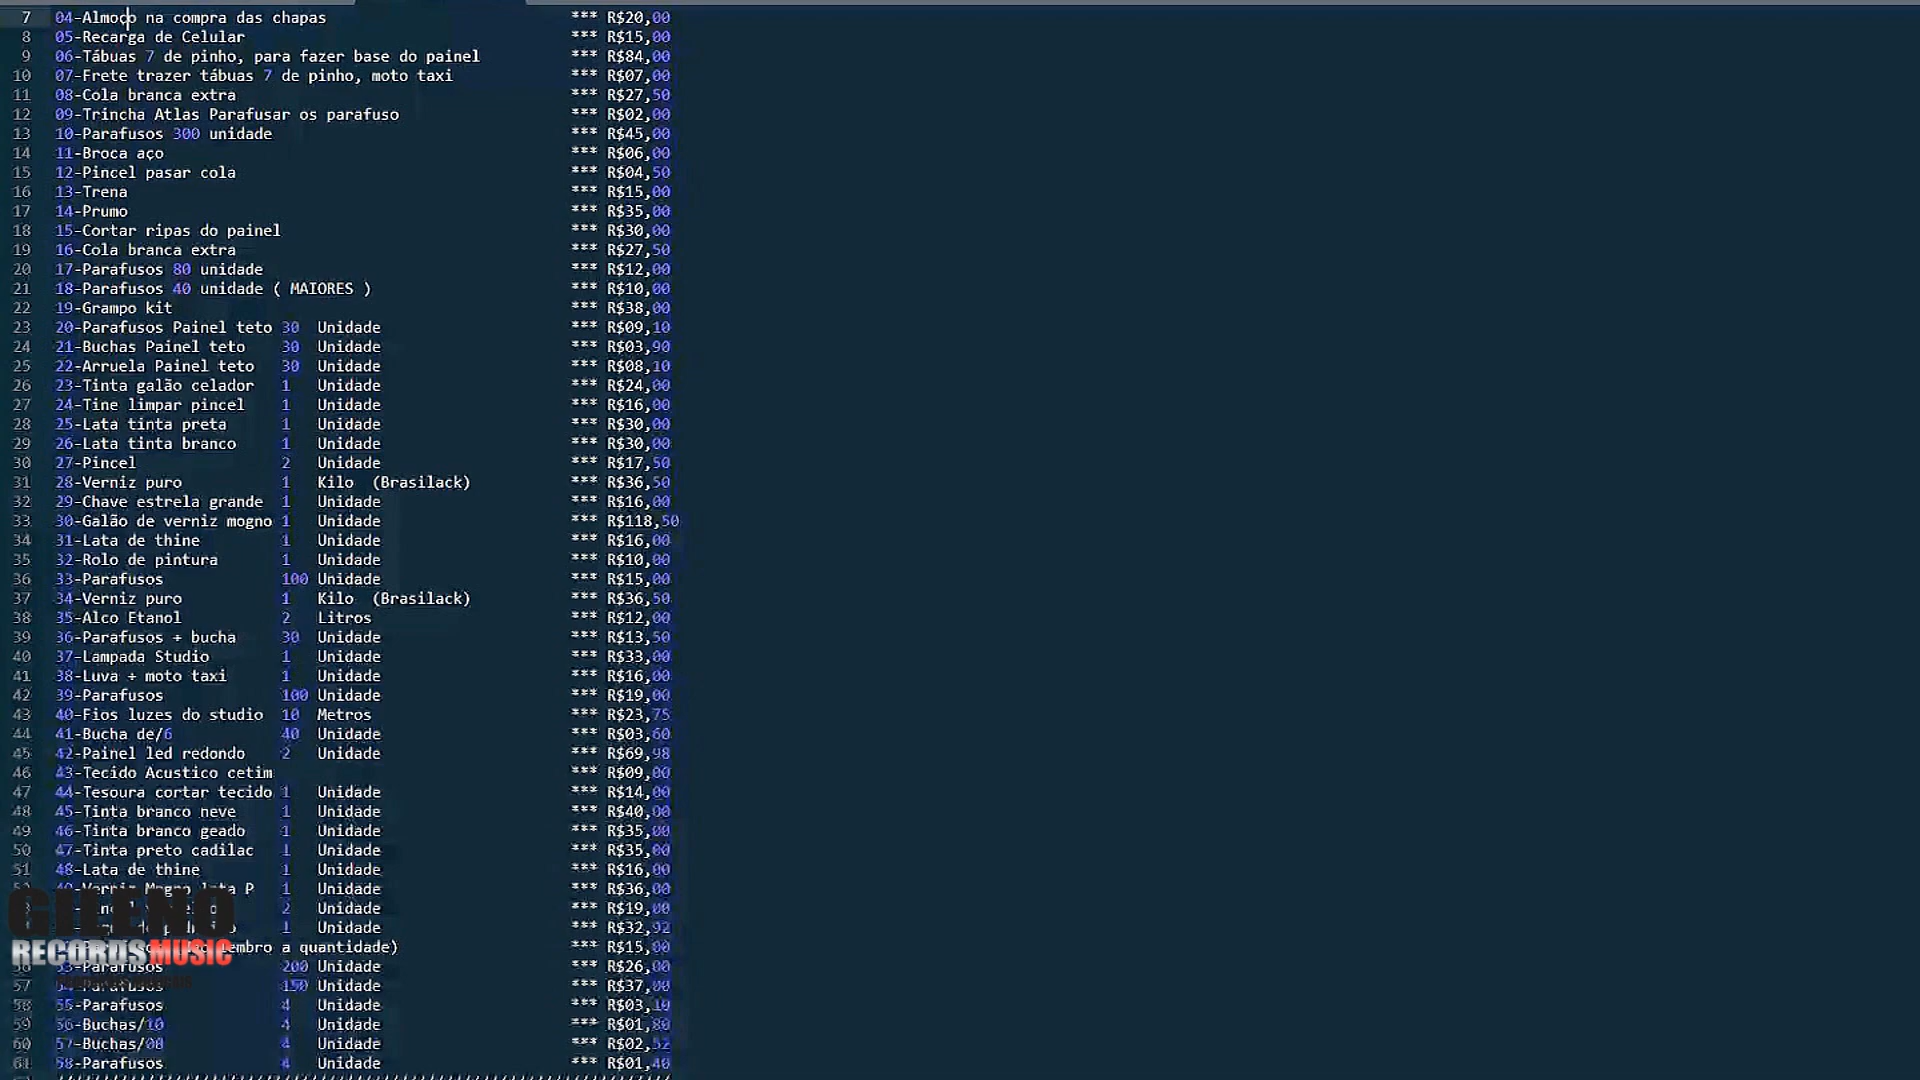 7 04-Almoço na compra das chapas *** R$20,00
8 05-Recarga de Celular *** R$15,00
9 06-Tábuas 7 de pinho, para fazer base do painel *** R$84,00
10 07-Frete trazer tábuas 7 de pinho, moto taxi *** R$07,00
11 08-Cola branca extra *** R$27,50
12 09-Trincha Atlas Parafusar os parafuso *** R$02,00
13 10-Parafusos 300 unidade *** R$45,00
14 11-Broca aço *** R$06,00
15 12-Pincel pasar cola *** R$04,50
16 13-Trena *** R$15,00
17 14-Prumo *** R$35,00
18 15-Cortar ripas do painel *** R$30,00
19 16-Cola branca extra *** R$27,50
20 17-Parafusos 80 unidade *** R$12,00
21 18-Parafusos 40 unidade ( MAIORES ) *** R$10,00
22 19-Grampo kit *** R$38,00
23 20-Parafusos Painel teto 30 Unidade *** R$09,10
24 21-Buchas Painel teto 30 Unidade *** R$03,90
25 22-Arruela Painel teto 30 Unidade *** R$08,10
26 23-Tinta galão celador 1 Unidade *** R$24,00
27 24-Tine limpar pincel 1 Unidade *** R$16,00
28 25-Lata tinta preta 1 Unidade *** R$30,00
29 26-Lata tinta branco 1 Unidade *** R$30,00
30 27-Pincel 2 Unidade *** R$17,50
31 28-Verniz puro 1 Kilo (Brasilack) *** R$36,50
32 29-Chave estrela grande 1 Unidade *** R$16,00
33 30-Galão de verniz mogno 1 Unidade *** R$118,50
34 31-Lata de thine 1 Unidade *** R$16,00
35 32-Rolo de pintura 1 Unidade *** R$10,00
36 33-Parafusos 100 Unidade *** R$15,00
37 34-Verniz puro 1 Kilo (Brasilack) *** R$36,50
38 35-Alco Etanol 2 Litros *** R$12,00
39 36-Parafusos + bucha 30 Unidade *** R$13,50
40 37-Lampada Studio 1 Unidade *** R$33,00
41 38-Luva + moto taxi 1 Unidade *** R$16,00
42 39-Parafusos 100 Unidade *** R$19,00
43 40-Fios luzes do studio 10 Metros *** R$23,75
44 41-Bucha de/6 40 Unidade *** R$03,60
45 42-Painel led redondo 2 Unidade *** R$69,98
46 43-Tecido Acustico cetim *** R$09,00
47 44-Tesoura cortar tecido 1 Unidade *** R$14,00
48 45-Tinta branco neve 1 Unidade *** R$40,00
49 46-Tinta branco geado 1 Unidade *** R$35,00
50 47-Tinta preto cadilac 1 Unidade *** R$35,00
51 48-Lata de thine 1 Unidade *** R$16,00
49-Verniz Mogno lata P 1 Unidade *** R$36,00
2 Unidade *** R$19,00
1 Unidade *** R$32,92
lembro a quantidade) *** R$15,00
53-Parafusos 200 Unidade *** R$26,00
57 54-Parafusos 150 Unidade *** R$37,00
58 55-Parafusos 4 Unidade *** R$03,10
59 56-Buchas/10 4 Unidade *** R$01,80
60 57-Buchas/08 4 Unidade *** R$02,52
61 58-Parafusos 4 Unidade *** R$01,40
GILENO
RECORDS MUSIC